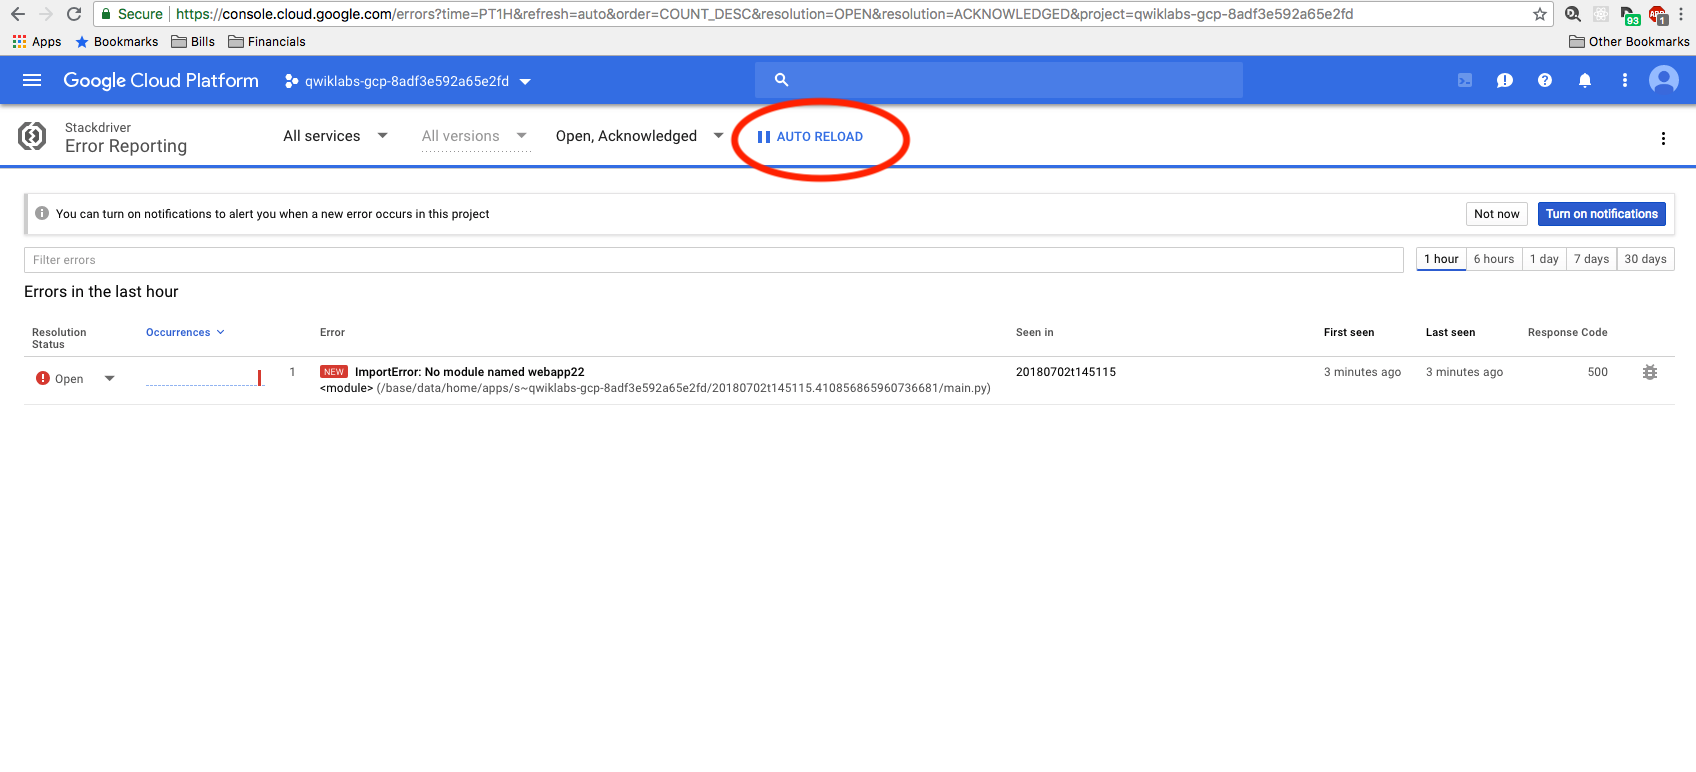 Secure https://console.cloud.google.com/errors?time=PT1H&refresh=auto&order=COUNT_DESC&resolution=OPEN&resolution=ACKNOWLEDGED&project=qwiklabs-gcp-8adf3e592a65e2fd
93 1
Apps Bookmarks Bills Financials Other Bookmarks
Google Cloud Platform qwiklabs-gcp-8adf3e592a65e2fd
Stackdriver
Error Reporting
All services All versions Open, Acknowledged AUTO RELOAD
You can turn on notifications to alert you when a new error occurs in this project Not now Turn on notifications
Filter errors 1 hour 6 hours 1 day 7 days 30 days
Errors in the last hour
Resolution Status Occurrences Error Seen in First seen Last seen Response Code
Open 1 NEW ImportError: No module named webapp22 20180702t145115 3 minutes ago 3 minutes ago 500
<module> (/base/data/home/apps/s~qwiklabs-gcp-8adf3e592a65e2fd/20180702t145115.410856865960736681/main.py)